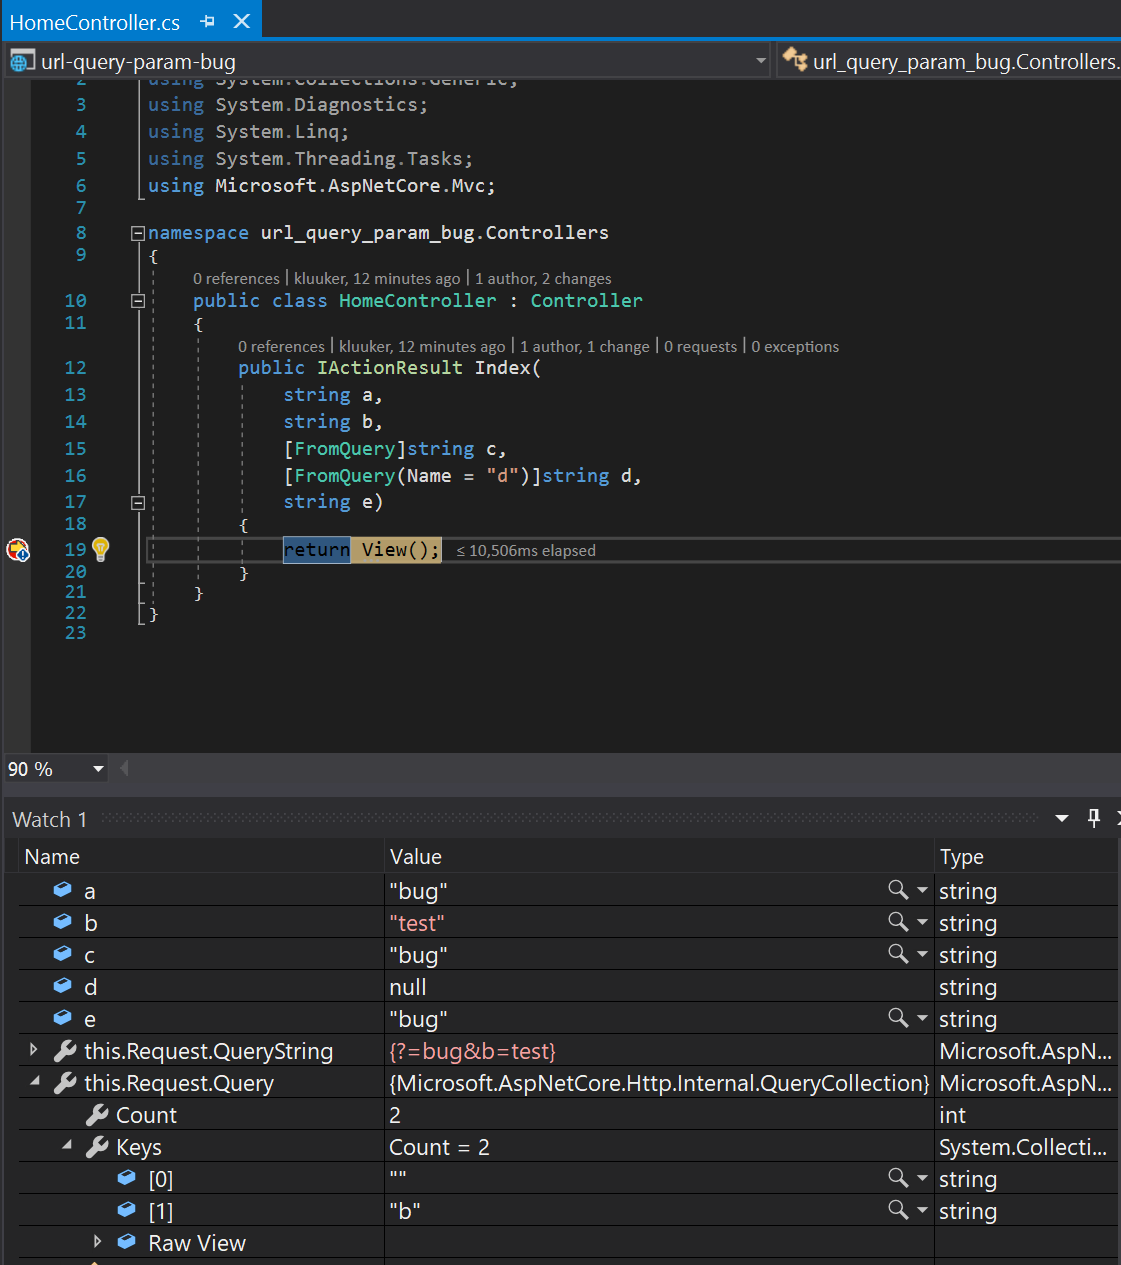 HomeController.cs
url-query-param-bug url_query_param_bug.Controllers.
2 using System.Collections.Generic;
3 using System.Diagnostics;
4 using System.Linq;
5 using System.Threading.Tasks;
6 using Microsoft.AspNetCore.Mvc;
7
8 namespace url_query_param_bug.Controllers
9 {
0 references | kluuker, 12 minutes ago | 1 author, 2 changes
10 public class HomeController : Controller
11 {
0 references | kluuker, 12 minutes ago | 1 author, 1 change | 0 requests | 0 exceptions
12 public IActionResult Index(
13 string a,
14 string b,
15 [FromQuery]string c,
16 [FromQuery(Name = "d")]string d,
17 string e)
18 {
19 return View(); ≤ 10,506ms elapsed
20 }
21 }
22 }
23
90 %
Watch 1
Name Value Type
a "bug" string
b "test" string
c "bug" string
d null string
e "bug" string
this.Request.QueryString {?=bug&b=test} Microsoft.AspN...
this.Request.Query {Microsoft.AspNetCore.Http.Internal.QueryCollection} Microsoft.AspN...
Count 2 int
Keys Count = 2 System.Collecti...
[0] "" string
[1] "b" string
Raw View